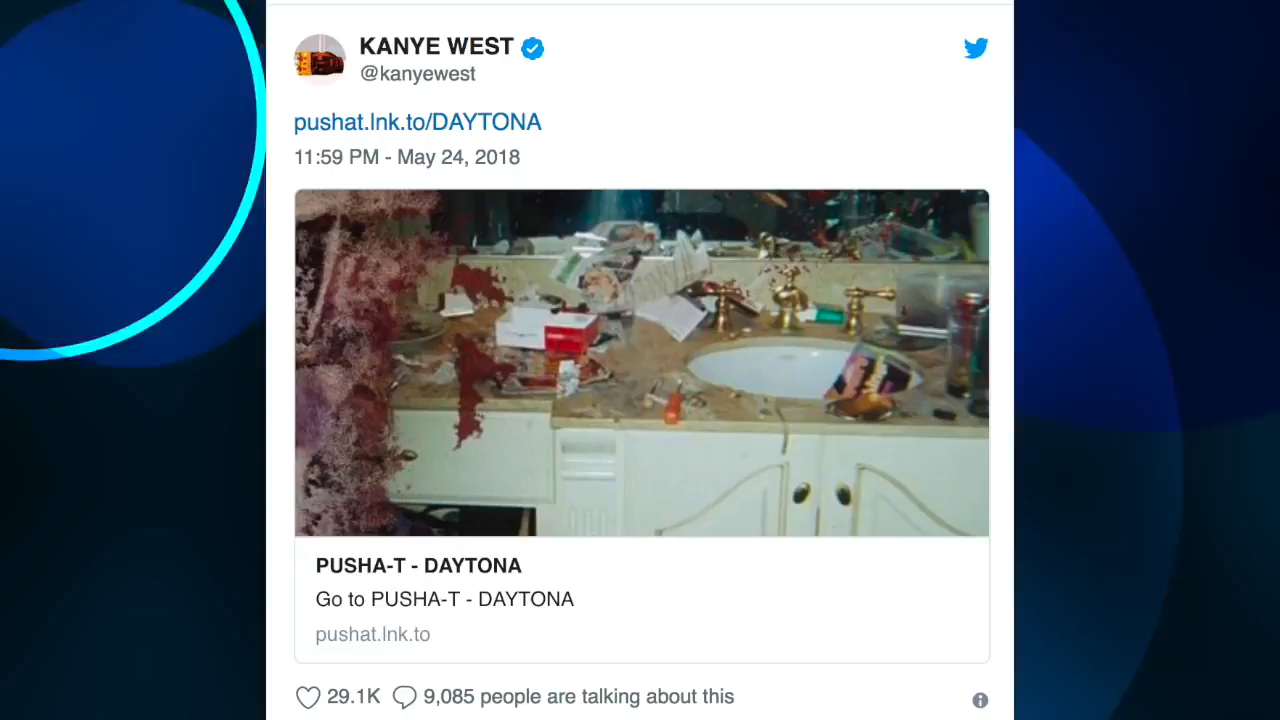 KANYE WEST
@kanyewest
pushat.lnk.to/DAYTONA
11:59 PM - May 24, 2018
PUSHA-T - DAYTONA
Go to PUSHA-T - DAYTONA
pushat.lnk.to
29.1K 9,085 people are talking about this